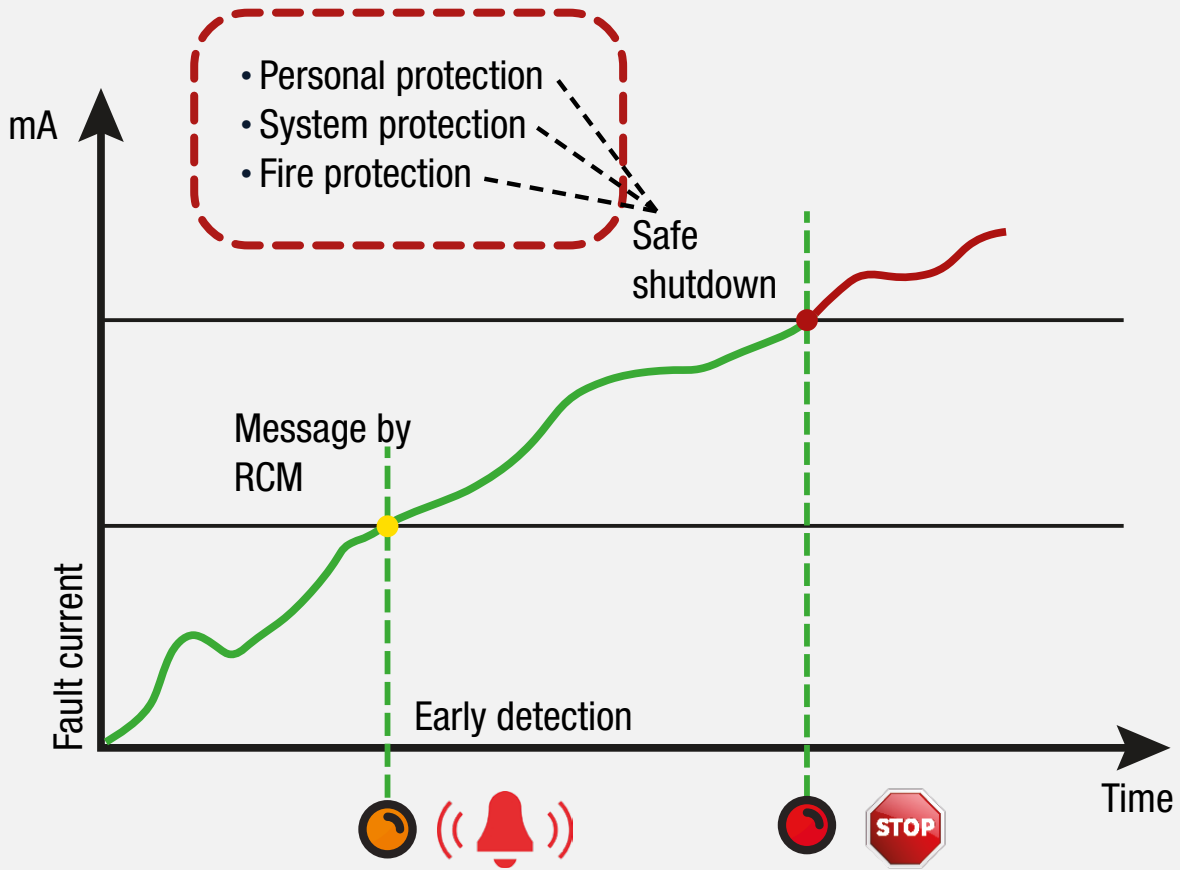 • Personal protection
• System protection
• Fire protection
mA
Safe
shutdown
Message by
RCM
Fault current
Early detection
Time
STOP